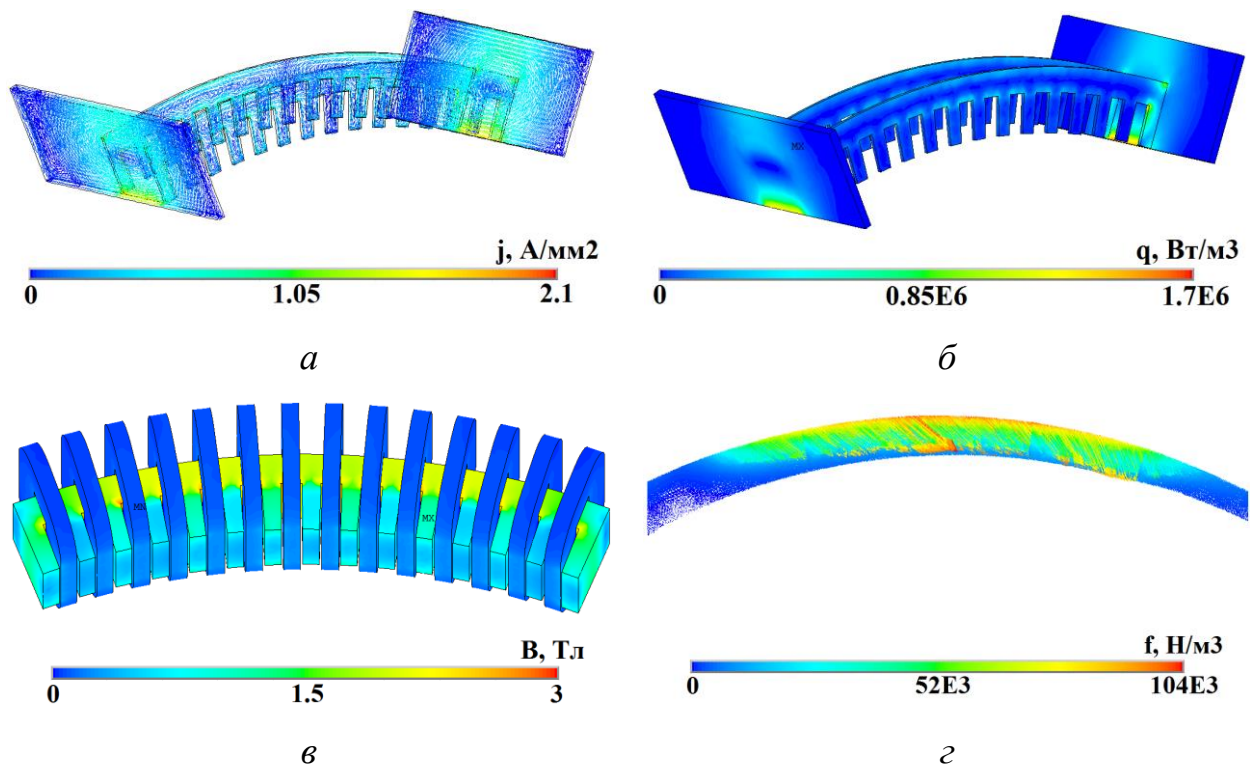 MX
j, А/мм2
0 1.05 2.1
q, Вт/м3
0 0.85E6 1.7E6
а б
MN MX
B, Тл
0 1.5 3
f, Н/м3
0 52E3 104E3
в г